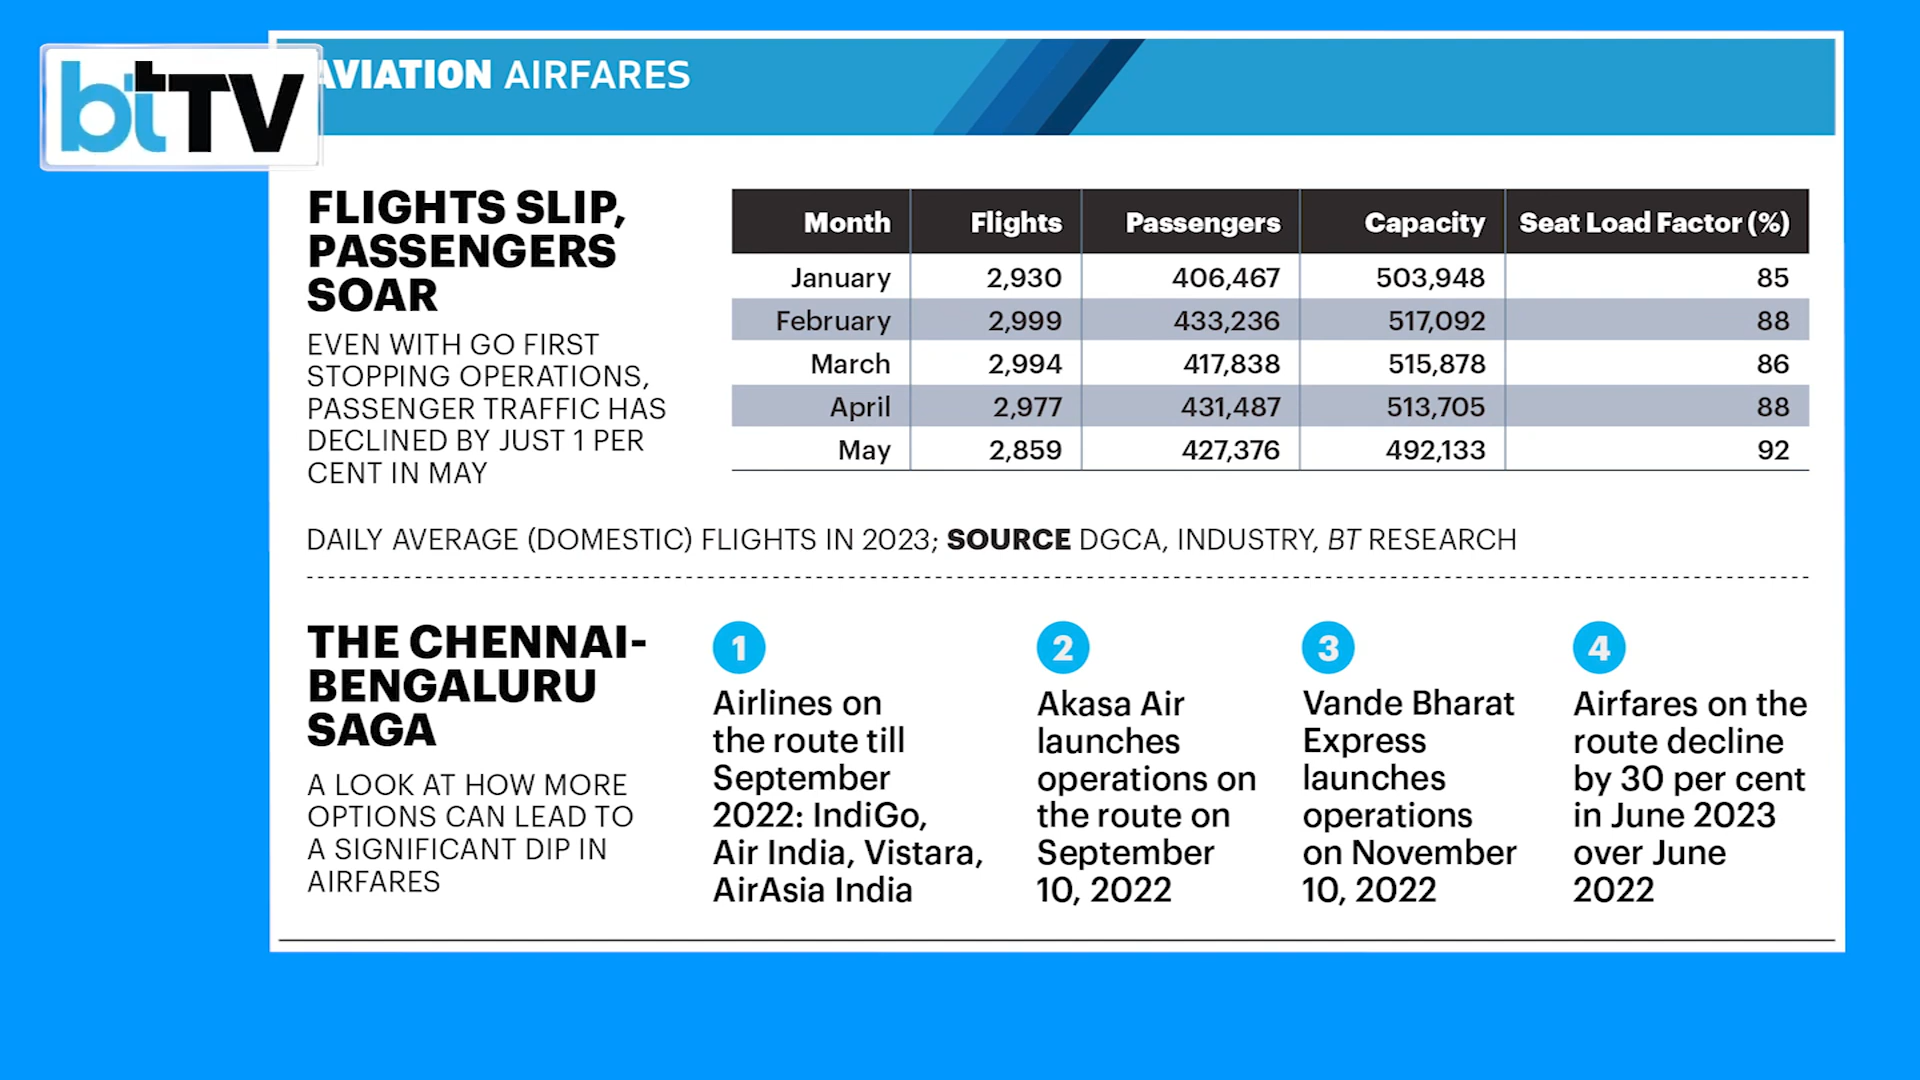 btTV
AVIATION AIRFARES
FLIGHTS SLIP,
PASSENGERS
SOAR
EVEN WITH GO FIRST
STOPPING OPERATIONS,
PASSENGER TRAFFIC HAS
DECLINED BY JUST 1 PER
CENT IN MAY
Month Flights Passengers Capacity Seat Load Factor (%)
January 2,930 406,467 503,948 85
February 2,999 433,236 517,092 88
March 2,994 417,838 515,878 86
April 2,977 431,487 513,705 88
May 2,859 427,376 492,133 92
DAILY AVERAGE (DOMESTIC) FLIGHTS IN 2023; SOURCE DGCA, INDUSTRY, BT RESEARCH
THE CHENNAI-
BENGALURU
SAGA
A LOOK AT HOW MORE
OPTIONS CAN LEAD TO
A SIGNIFICANT DIP IN
AIRFARES
1
Airlines on
the route till
September
2022: IndiGo,
Air India, Vistara,
AirAsia India
2
Akasa Air
launches
operations on
the route on
September
10, 2022
3
Vande Bharat
Express
launches
operations
on November
10, 2022
4
Airfares on the
route decline
by 30 per cent
in June 2023
over June
2022